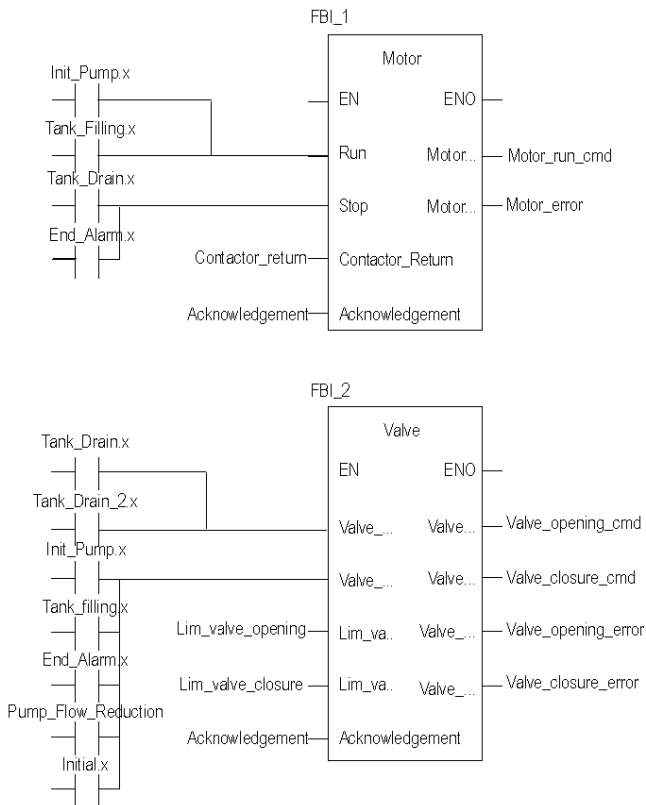 FBI_1
Motor
Init_Pump.x
EN ENO
Tank_Filling.x
Run Motor... Motor_run_cmd
Tank_Drain.x
Stop Motor... Motor_error
End_Alarm.x
Contactor_return Contactor_Return
Acknowledgement Acknowledgement
FBI_2
Valve
Tank_Drain.x
EN ENO
Tank_Drain_2.x
Valve_... Valve... Valve_opening_cmd
Init_Pump.x
Valve_... Valve... Valve_closure_cmd
Tank_filling.x
Lim_valve_opening Lim_va.. Valve_... Valve_opening_error
End_Alarm.x
Lim_valve_closure Lim_va.. Valve_... Valve_closure_error
Pump_Flow_Reduction
Acknowledgement Acknowledgement
Initial.x